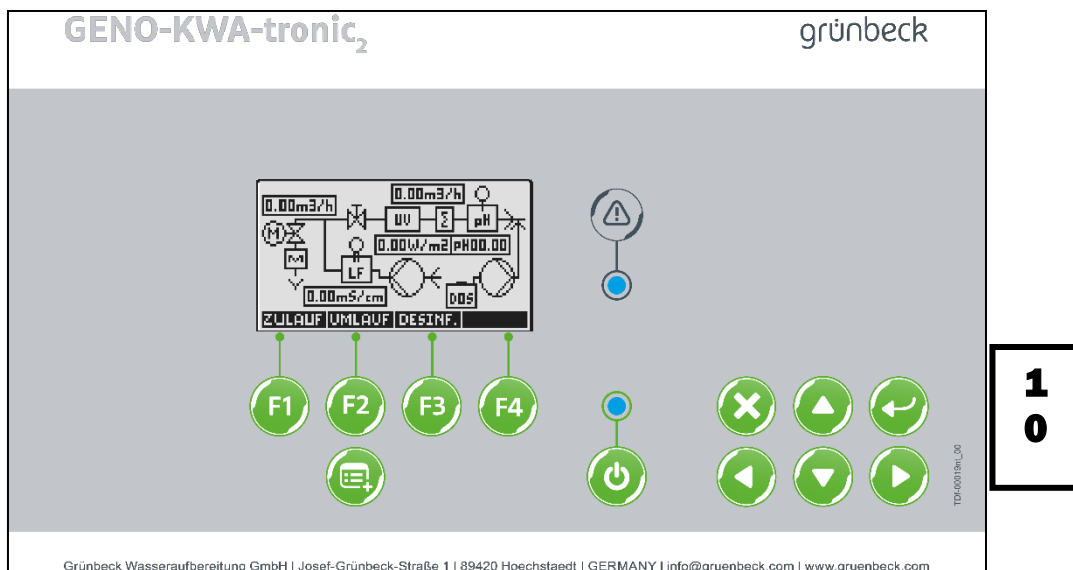 GENO-KWA-tronic2
grünbeck
0.00m3/h
0.00m3/h
M
UV
Σ
pH
0.00W/m2
pH00.00
M
LF
0.00mS/cm
DOS
ZULAUF UMLAUF DESINF.
F1 F2 F3 F4
1
0
TDf-00019nl_00
Grünbeck Wasseraufbereitung GmbH | Josef-Grünbeck-Straße 1 | 89420 Hoechstaedt | GERMANY | info@gruenbeck.com | www.gruenbeck.com